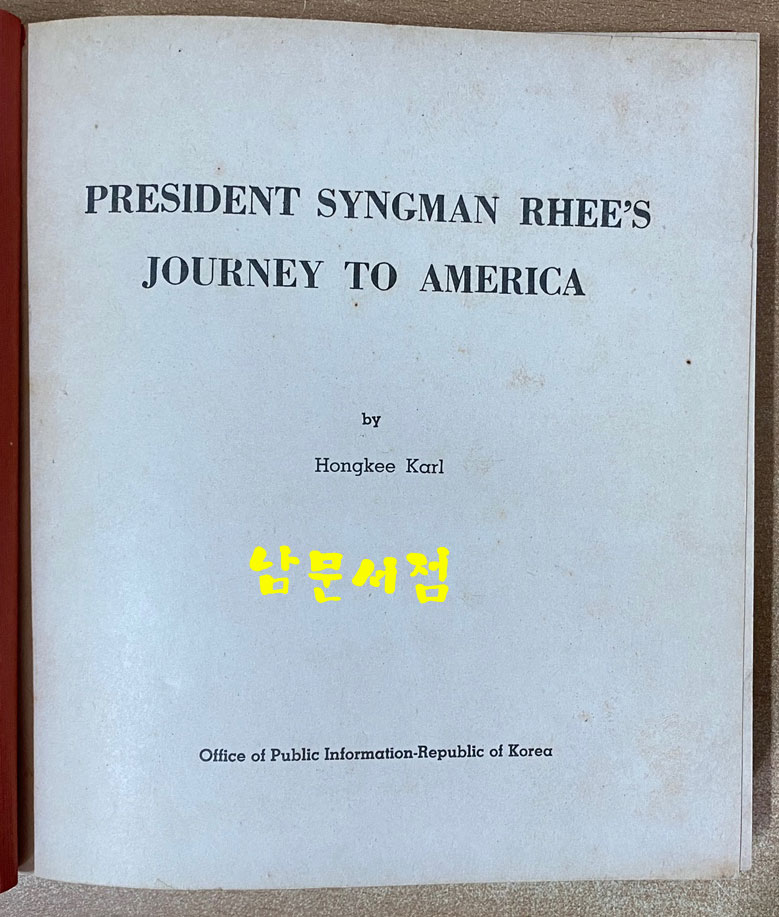 PRESIDENT SYNGMAN RHEE'S
JOURNEY TO AMERICA
by
Hongkee Karl
남문서점
Office of Public Information-Republic of Korea